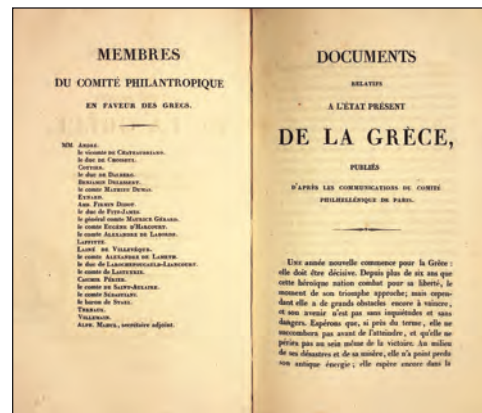 MEMBRES
DU COMITÉ PHILANTROPIQUE
EN FAVEUR DES GRECS.
MM. ANDRÉ.
le vicomte de CHATEAUBRIAND.
le duc de CHOISEUL.
COTTIER.
le duc de DALBERG.
BENJAMIN DELESSERT.
le comte MATHIEU DUMAS.
EYNARD.
AMB. FIRMIN DIDOT.
le duc de FITZ-JAMES.
le général comte MAURICE GÉRARD.
le comte EUGÈNE D'HARCOURT.
le comte ALEXANDRE DE LABORDE.
LAFFITTE.
LAINÉ DE VILLEVÊQUE.
le comte ALEXANDRE DE LAMETH.
le duc de LAROCHEFOUCAULD-LIANCOURT.
le comte de LASTEYRIE.
CASIMIR PÉRIER.
le comte DE SAINT-AULAIRE.
le comte SÉBASTIANI.
le baron de STAEL.
TERNAUX.
VILLEMAIN.
ALPH. MAHUL, secrétaire adjoint.
DOCUMENTS
RELATIFS
A L'ÉTAT PRÉSENT
DE LA GRÈCE,
PUBLIÉS
D'APRÈS LES COMMUNICATIONS DU COMITÉ
PHILHELLÉNIQUE DE PARIS.
UNE année nouvelle commence pour la Grèce :
elle doit être décisive. Depuis plus de six ans que
cette héroïque nation combat pour sa liberté, le
moment de son triomphe approche; mais cepen-
dant elle a de grands obstacles encore à vaincre,
et son avenir n'est pas sans inquiétudes et sans
dangers. Espérons que, si près du terme, elle ne
succombera pas avant de l'atteindre, et qu'elle ne
périra pas au sein même de la victoire. Au milieu
de ses désastres et de sa misère, elle n'a point perdu
son antique énergie; elle espère encore dans la